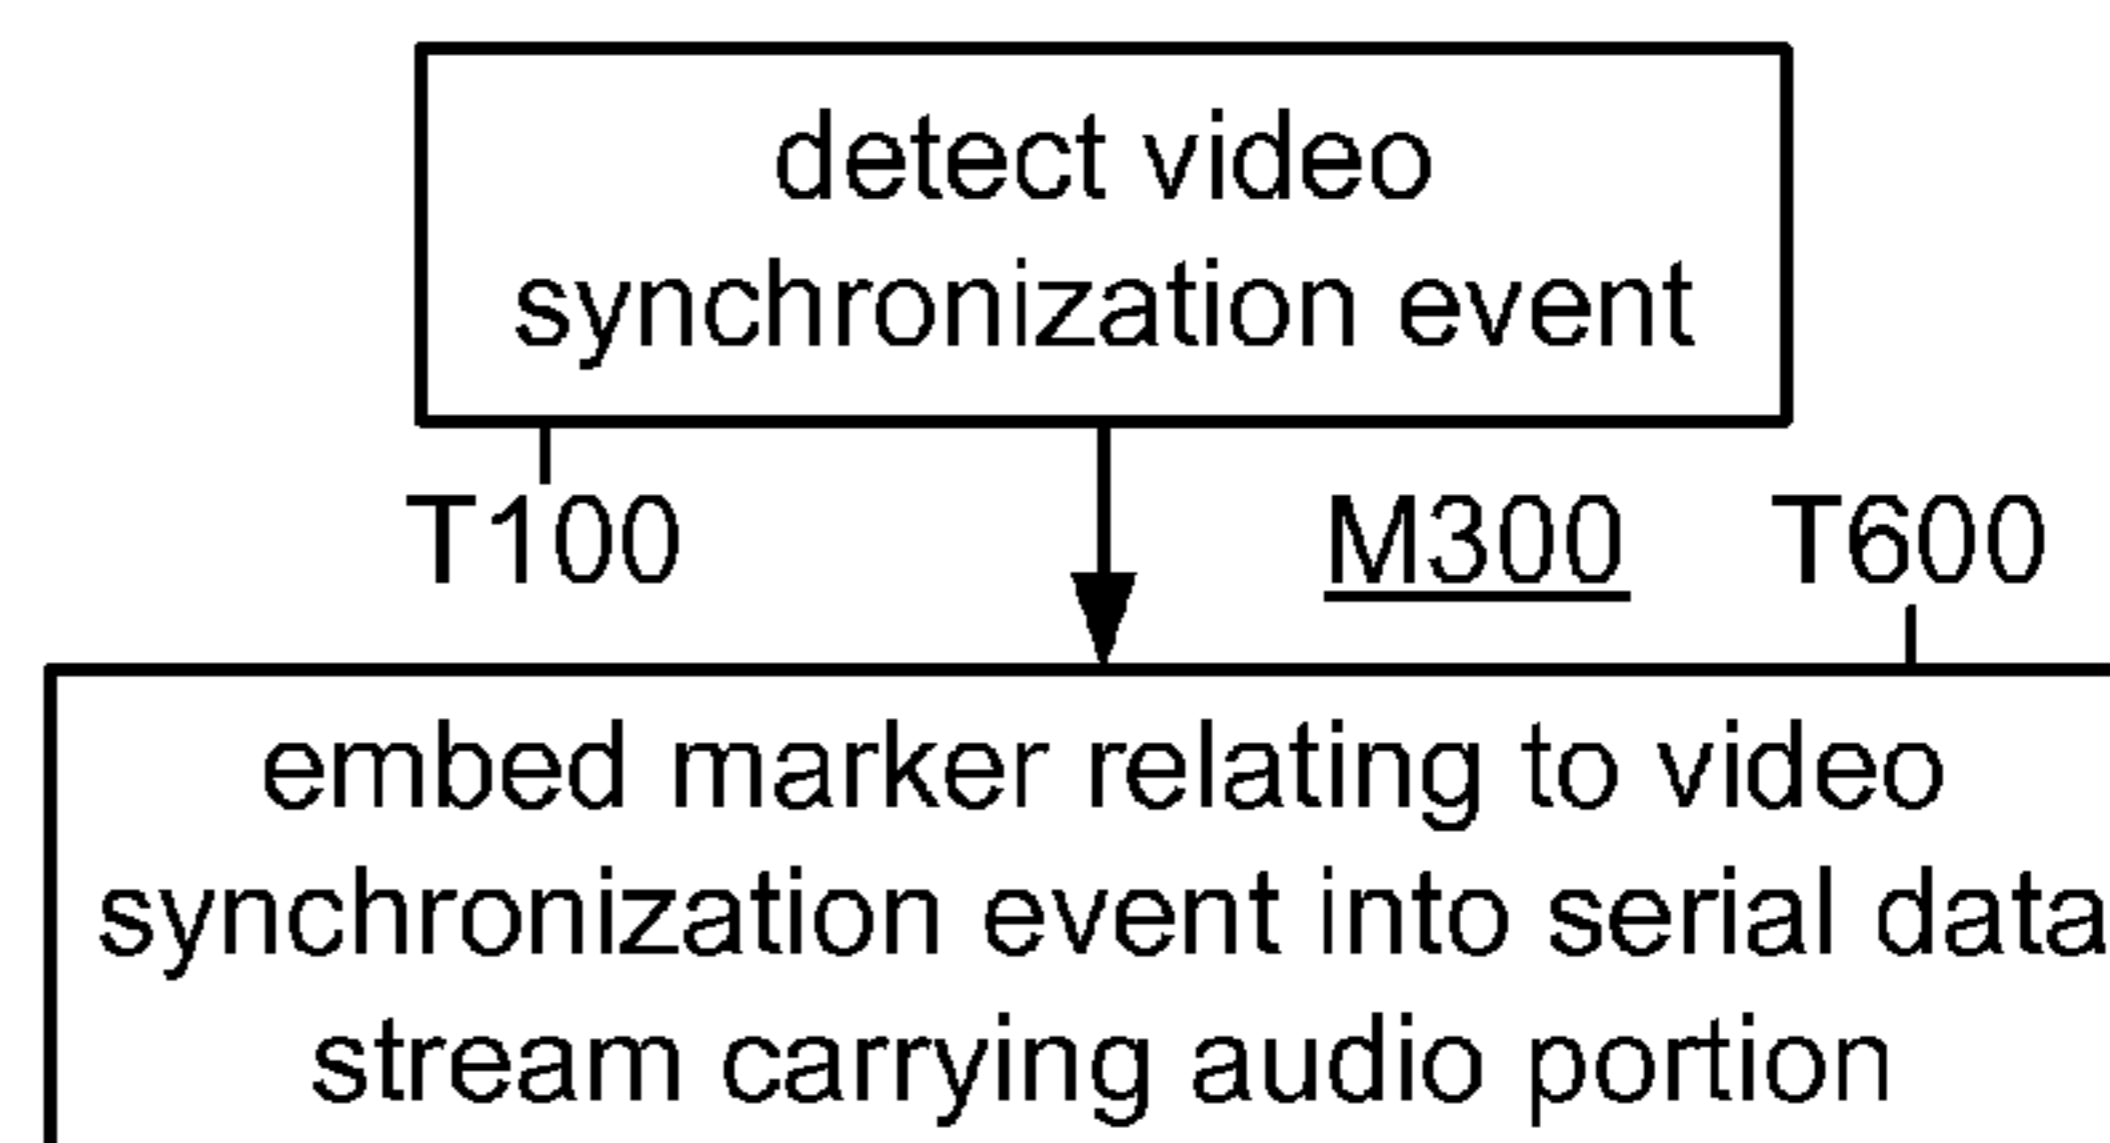 detect video
synchronization event
T100 M300 T600
embed marker relating to video
synchronization event into serial data
stream carrying audio portion